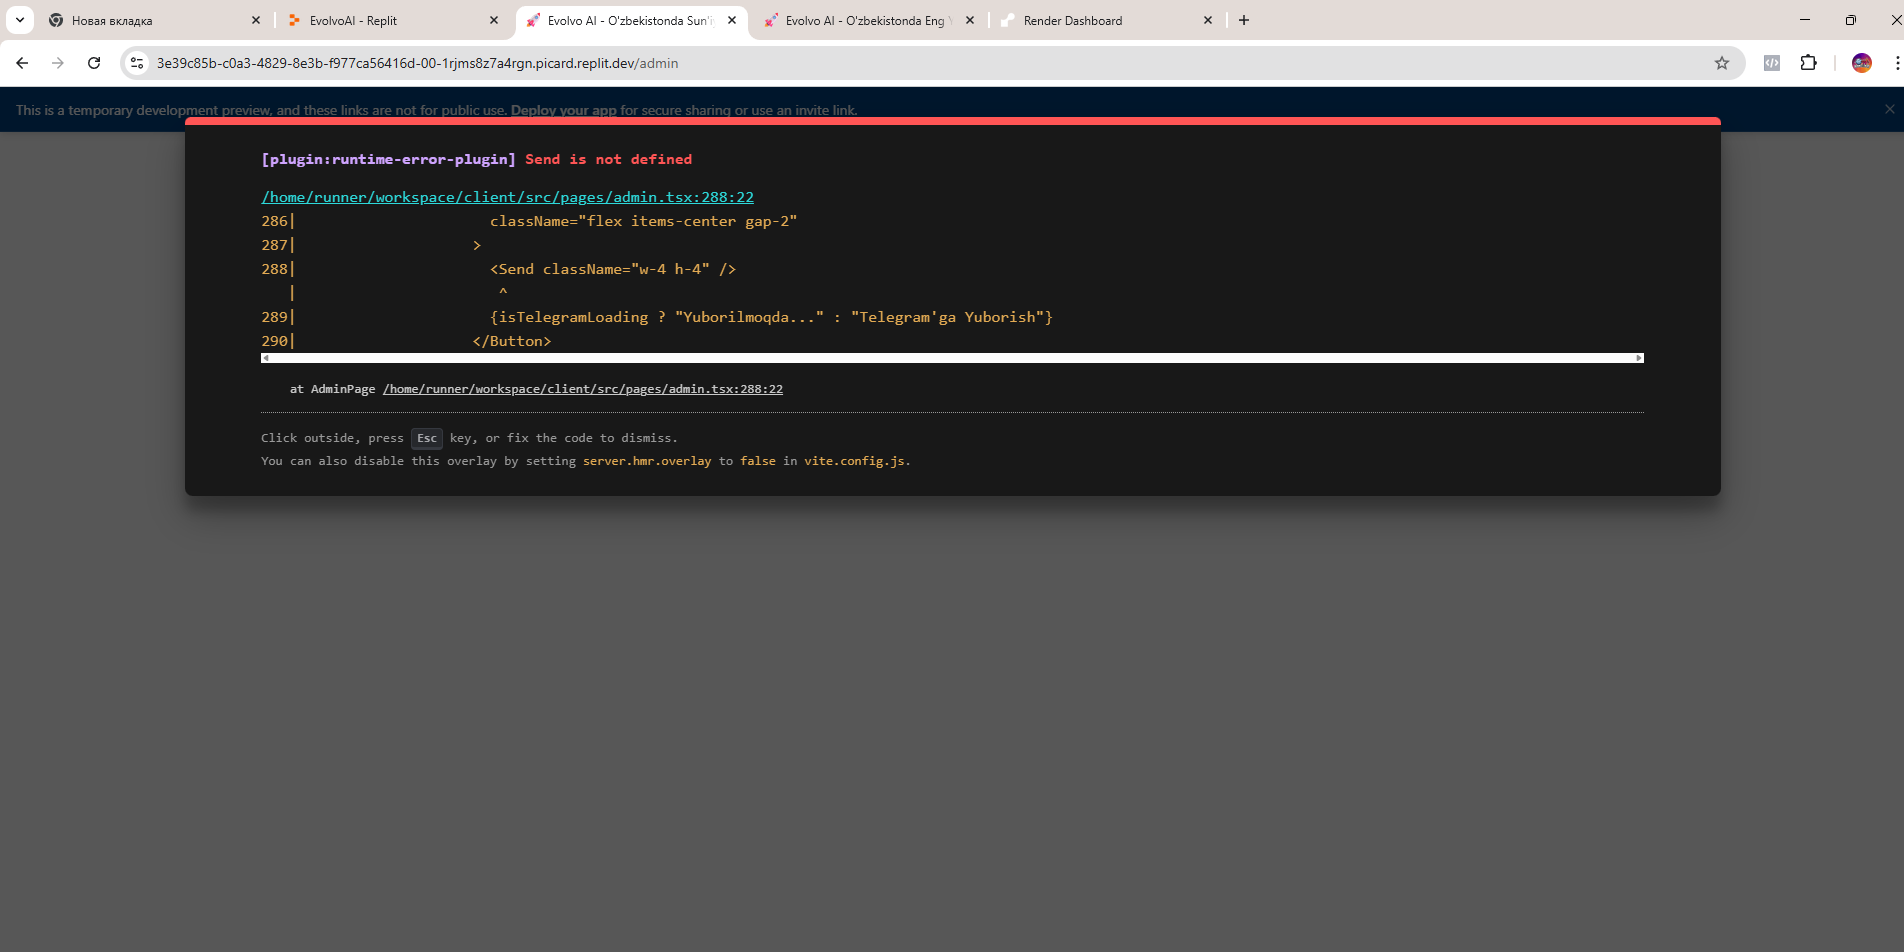 Новая вкладка
EvolvoAI - Replit
Evolvo AI - O'zbekistonda Sun'i
Evolvo AI - O'zbekistonda Eng Y
Render Dashboard
3e39c85b-c0a3-4829-8e3b-f977ca56416d-00-1rjms8z7a4rgn.picard.replit.dev/admin
This is a temporary development preview, and these links are not for public use. Deploy your app for secure sharing or use an invite link.
[plugin:runtime-error-plugin] Send is not defined
/home/runner/workspace/client/src/pages/admin.tsx:288:22
286| className="flex items-center gap-2"
287| >
288| <Send className="w-4 h-4" />
| ^
289| {isTelegramLoading ? "Yuborilmoqda..." : "Telegram'ga Yuborish"}
290| </Button>
at AdminPage /home/runner/workspace/client/src/pages/admin.tsx:288:22
Click outside, press Esc key, or fix the code to dismiss.
You can also disable this overlay by setting server.hmr.overlay to false in vite.config.js.